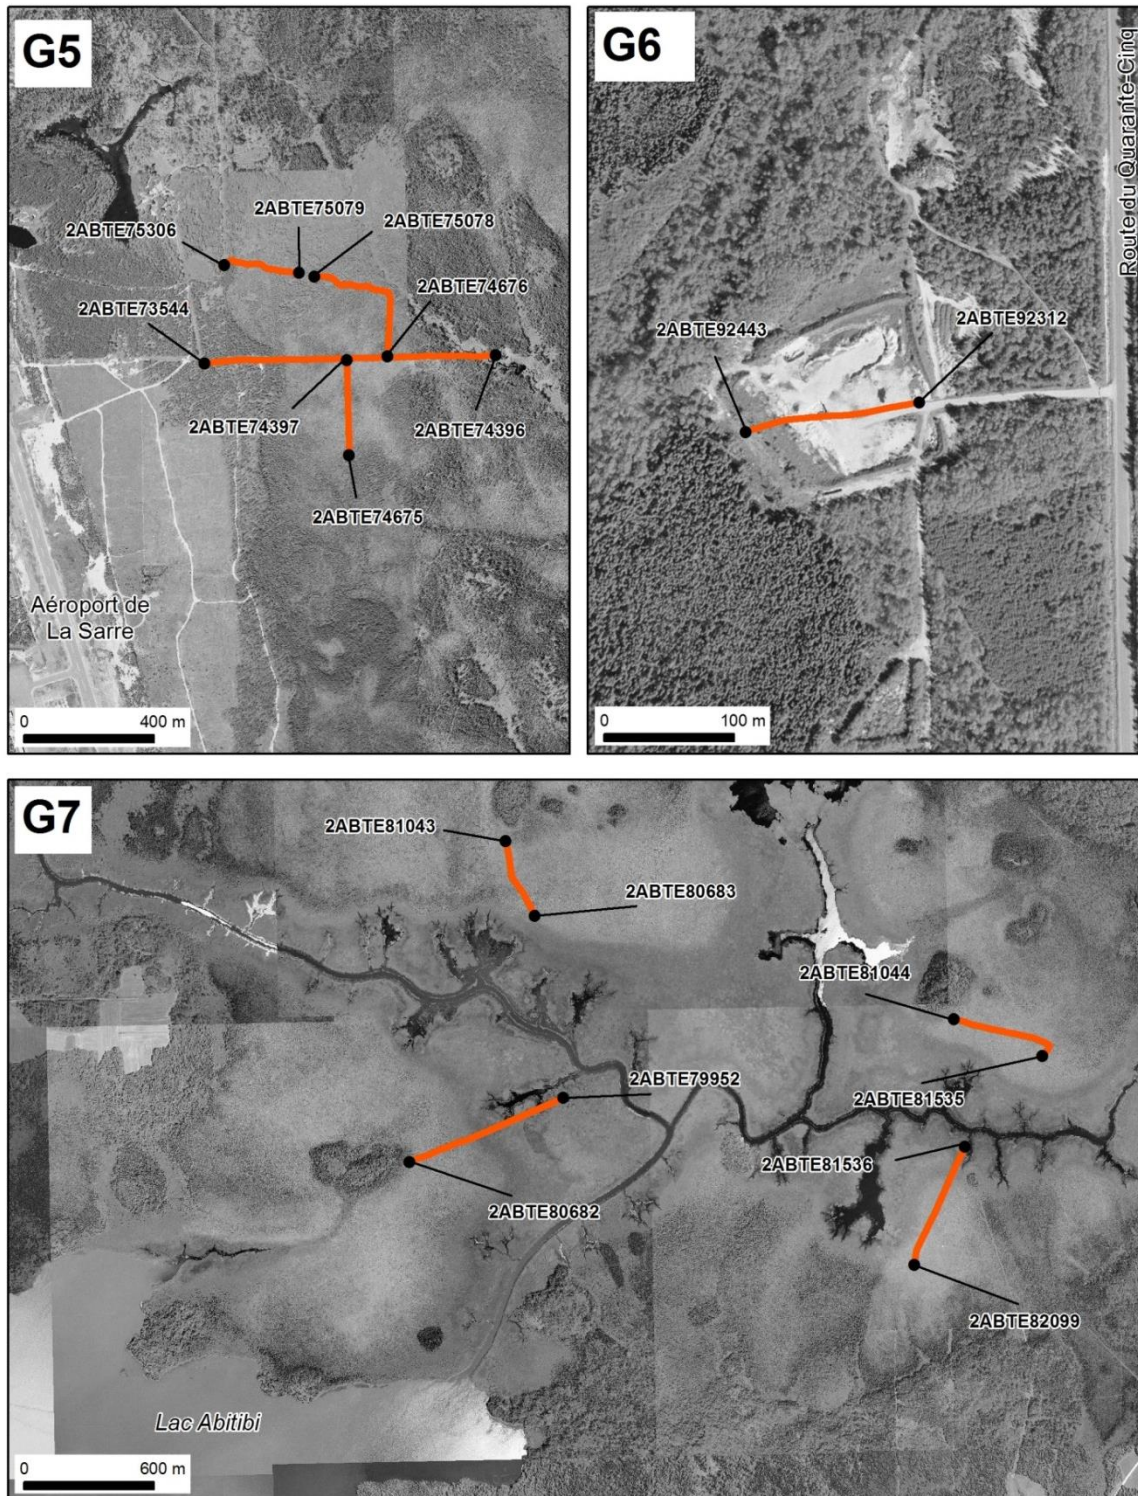 G5
2ABTE75079
2ABTE75078
2ABTE75306
2ABTE74676
2ABTE73544
2ABTE74397
2ABTE74396
2ABTE74675
Aéroport de
La Sarre
0 400 m
G6
Route du Quarante-Cinq
2ABTE92443
2ABTE92312
0 100 m
G7
2ABTE81043
2ABTE80683
2ABTE81044
2ABTE79952
2ABTE81535
2ABTE81536
2ABTE80682
2ABTE82099
Lac Abitibi
0 600 m